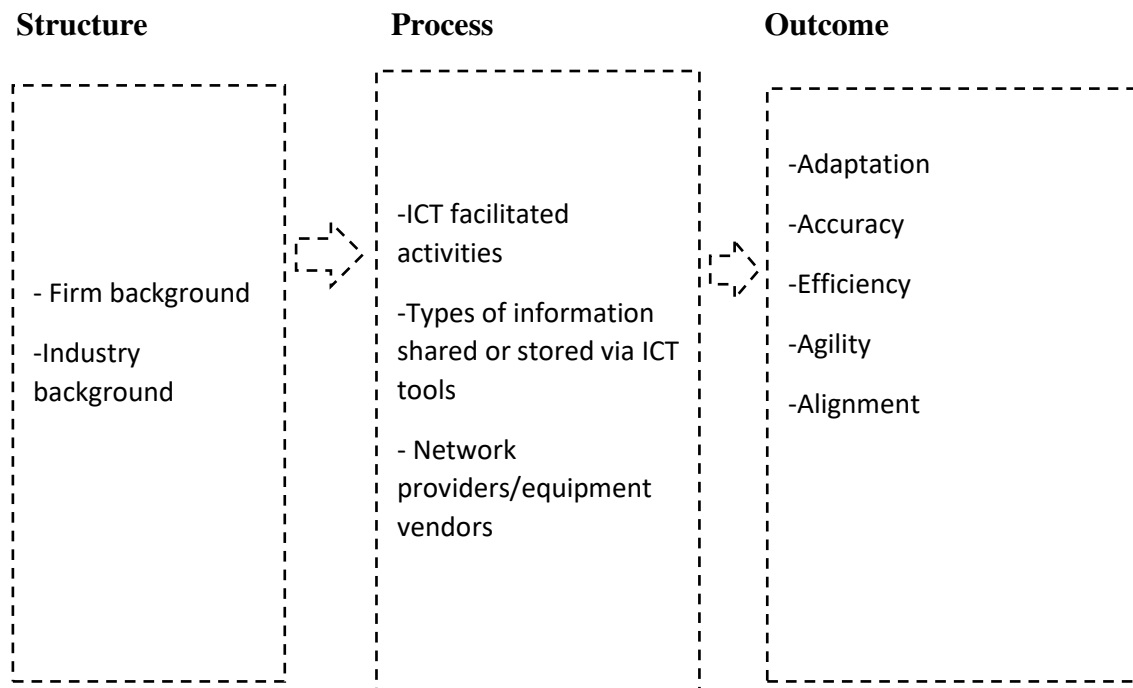 Structure
Process
Outcome
- Firm background
-Industry
background
-ICT facilitated
activities
-Types of information
shared or stored via ICT
tools
- Network
providers/equipment
vendors
-Adaptation
-Accuracy
-Efficiency
-Agility
-Alignment